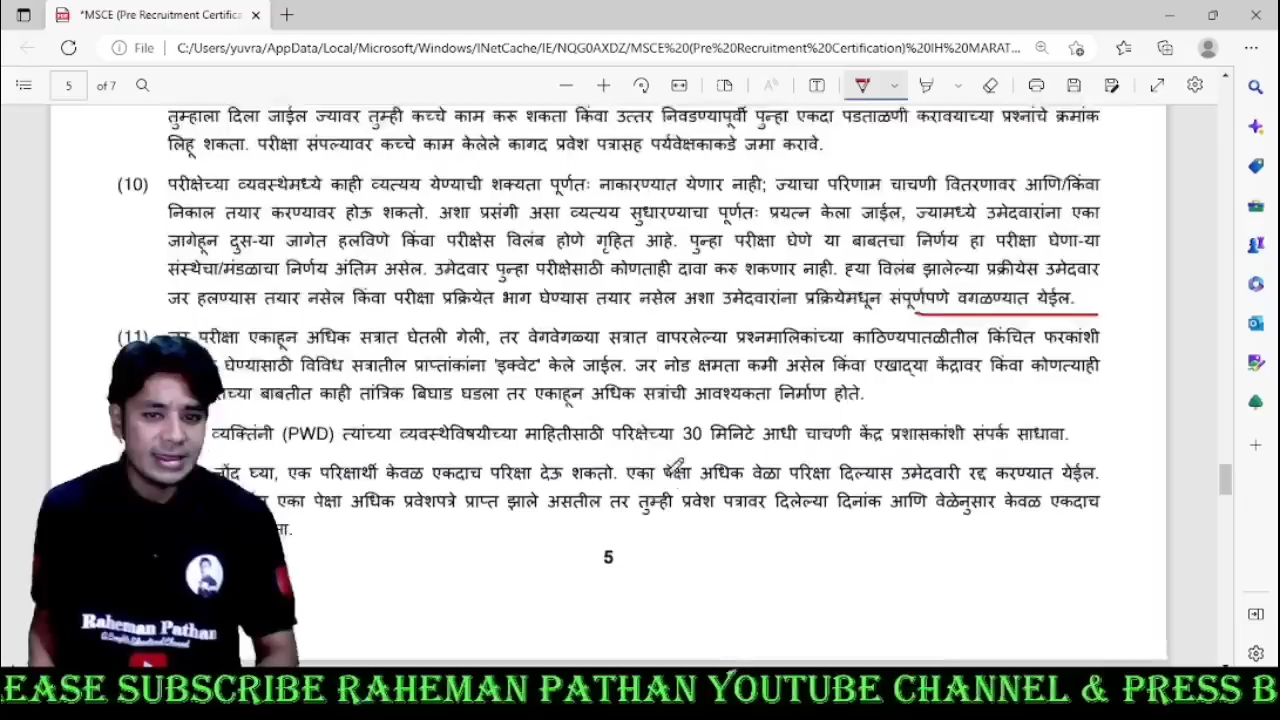 *MSCE (Pre Recruitment Certifica
File
C:/Users/yuvra/AppData/Local/Microsoft/Windows/INetCache/IE/NQG0AXDZ/MSCE%20(Pre%20Recruitment%20Certification)%20IH%20MARAT...
5 of 7
तुम्हाला दिला जाईल ज्यावर तुम्ही कच्चे काम करू शकता किंवा उत्तर निवडण्यापूर्वी पुन्हा एकदा पडताळणी करावयाच्या प्रश्नांचे क्रमांक
लिहू शकता. परीक्षा संपल्यावर कच्चे काम केलेले कागद प्रवेश पत्रासह पर्यवेक्षकाकडे जमा करावे.
(10) परीक्षेच्या व्यवस्थेमध्ये काही व्यत्यय येण्याची शक्यता पूर्णतः नाकारण्यात येणार नाही; ज्याचा परिणाम चाचणी वितरणावर आणि/किंवा
निकाल तयार करण्यावर होऊ शकतो. अशा प्रसंगी असा व्यत्यय सुधारण्याचा पूर्णतः प्रयत्न केला जाईल, ज्यामध्ये उमेदवारांना एका
जागेहून दुस-या जागेत हलविणे किंवा परीक्षेस विलंब होणे गृहित आहे. पुन्हा परीक्षा घेणे या बाबतचा निर्णय हा परीक्षा घेणा-या
संस्थेचा/मंडळाचा निर्णय अंतिम असेल. उमेदवार पुन्हा परीक्षेसाठी कोणताही दावा करु शकणार नाही. ह्या विलंब झालेल्या प्रक्रीयेस उमेदवार
जर हलण्यास तयार नसेल किंवा परीक्षा प्रक्रियेत भाग घेण्यास तयार नसेल अशा उमेदवारांना प्रक्रियेमधून संपूर्णपणे वगळण्यात येईल.
(11) जर परीक्षा एकाहून अधिक सत्रात घेतली गेली, तर वेगवेगळ्या सत्रात वापरलेल्या प्रश्नमालिकांच्या काठिण्यपातळीतील किंचित फरकांशी
घेण्यासाठी विविध सत्रातील प्राप्तांकांना 'इक्वेट' केले जाईल. जर नोड क्षमता कमी असेल किंवा एखाद्या केंद्रावर किंवा कोणत्याही
च्या बाबतीत काही तांत्रिक बिघाड घडला तर एकाहून अधिक सत्रांची आवश्यकता निर्माण होते.
व्यक्तिंनी (PWD) त्यांच्या व्यवस्थेविषयीच्या माहितीसाठी परिक्षेच्या 30 मिनिटे आधी चाचणी केंद्र प्रशासकांशी संपर्क साधावा.
नोंद घ्या, एक परिक्षार्थी केवळ एकदाच परिक्षा देऊ शकतो. एका पेक्षा अधिक वेळा परिक्षा दिल्यास उमेदवारी रद्द करण्यात येईल.
एका पेक्षा अधिक प्रवेशपत्रे प्राप्त झाले असतील तर तुम्ही प्रवेश पत्रावर दिलेल्या दिनांक आणि वेळेनुसार केवळ एकदाच
5
Raheman Pathan
LEASE SUBSCRIBE RAHEMAN PATHAN YOUTUBE CHANNEL & PRESS B